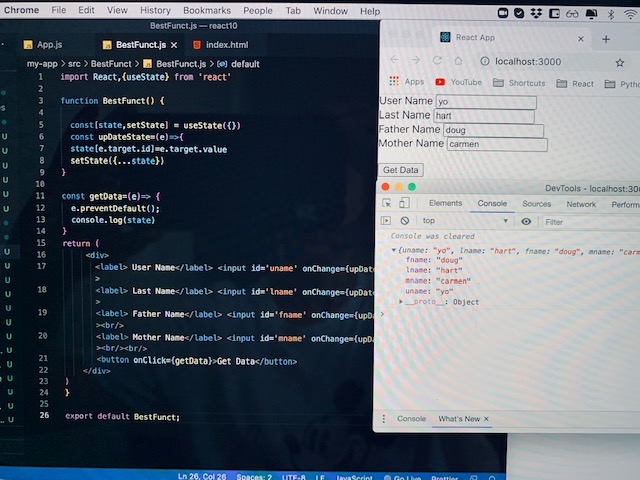 Chrome File Edit View History Bookmarks People Tab Window Help
BestFunct.js — react10
App.js BestFunct.js × index.html
my-app > src > BestFunct > BestFunct.js > default
1 import React,{useState} from 'react'
2
3 function BestFunct() {
4
5 const[state,setState] = useState({})
6 const updateState=(e)=>{
7 state[e.target.id]=e.target.value
8 setState({...state})
9 }
10
11 const getData=(e)=> {
12 e.preventDefault();
13 console.log(state)
14 }
15 return (
16 <div>
17 <label> User Name</label> <input id='uname' onChange={upDat
>
18 <label> Last Name</label> <input id='lname' onChange={upDa
>
19 <label> Father Name</label> <input id='fname' onChange={upD
><br/>
20 <label> Mother Name</label> <input id='mname' onChange={upD
><br/><br/>
21 <button onClick={getData}>Get Data</button>
22 </div>
23 )
24 }
25
26 export default BestFunct;
Ln 26, Col 26 Spaces: 2 UTF-8 LF JavaScript Go Live Prettier
React App × +
localhost:3000
Apps YouTube Shortcuts React Pytho
User Name yo
Last Name hart
Father Name doug
Mother Name carmen
Get Data
DevTools - localhost:300
Elements Console Sources Network Perform
top Filter
Console was cleared
{uname: "yo", lname: "hart", fname: "doug", mname: "carm
fname: "doug"
lname: "hart"
mname: "carmen"
uname: "yo"
__proto__: Object
>
Console What's New ×